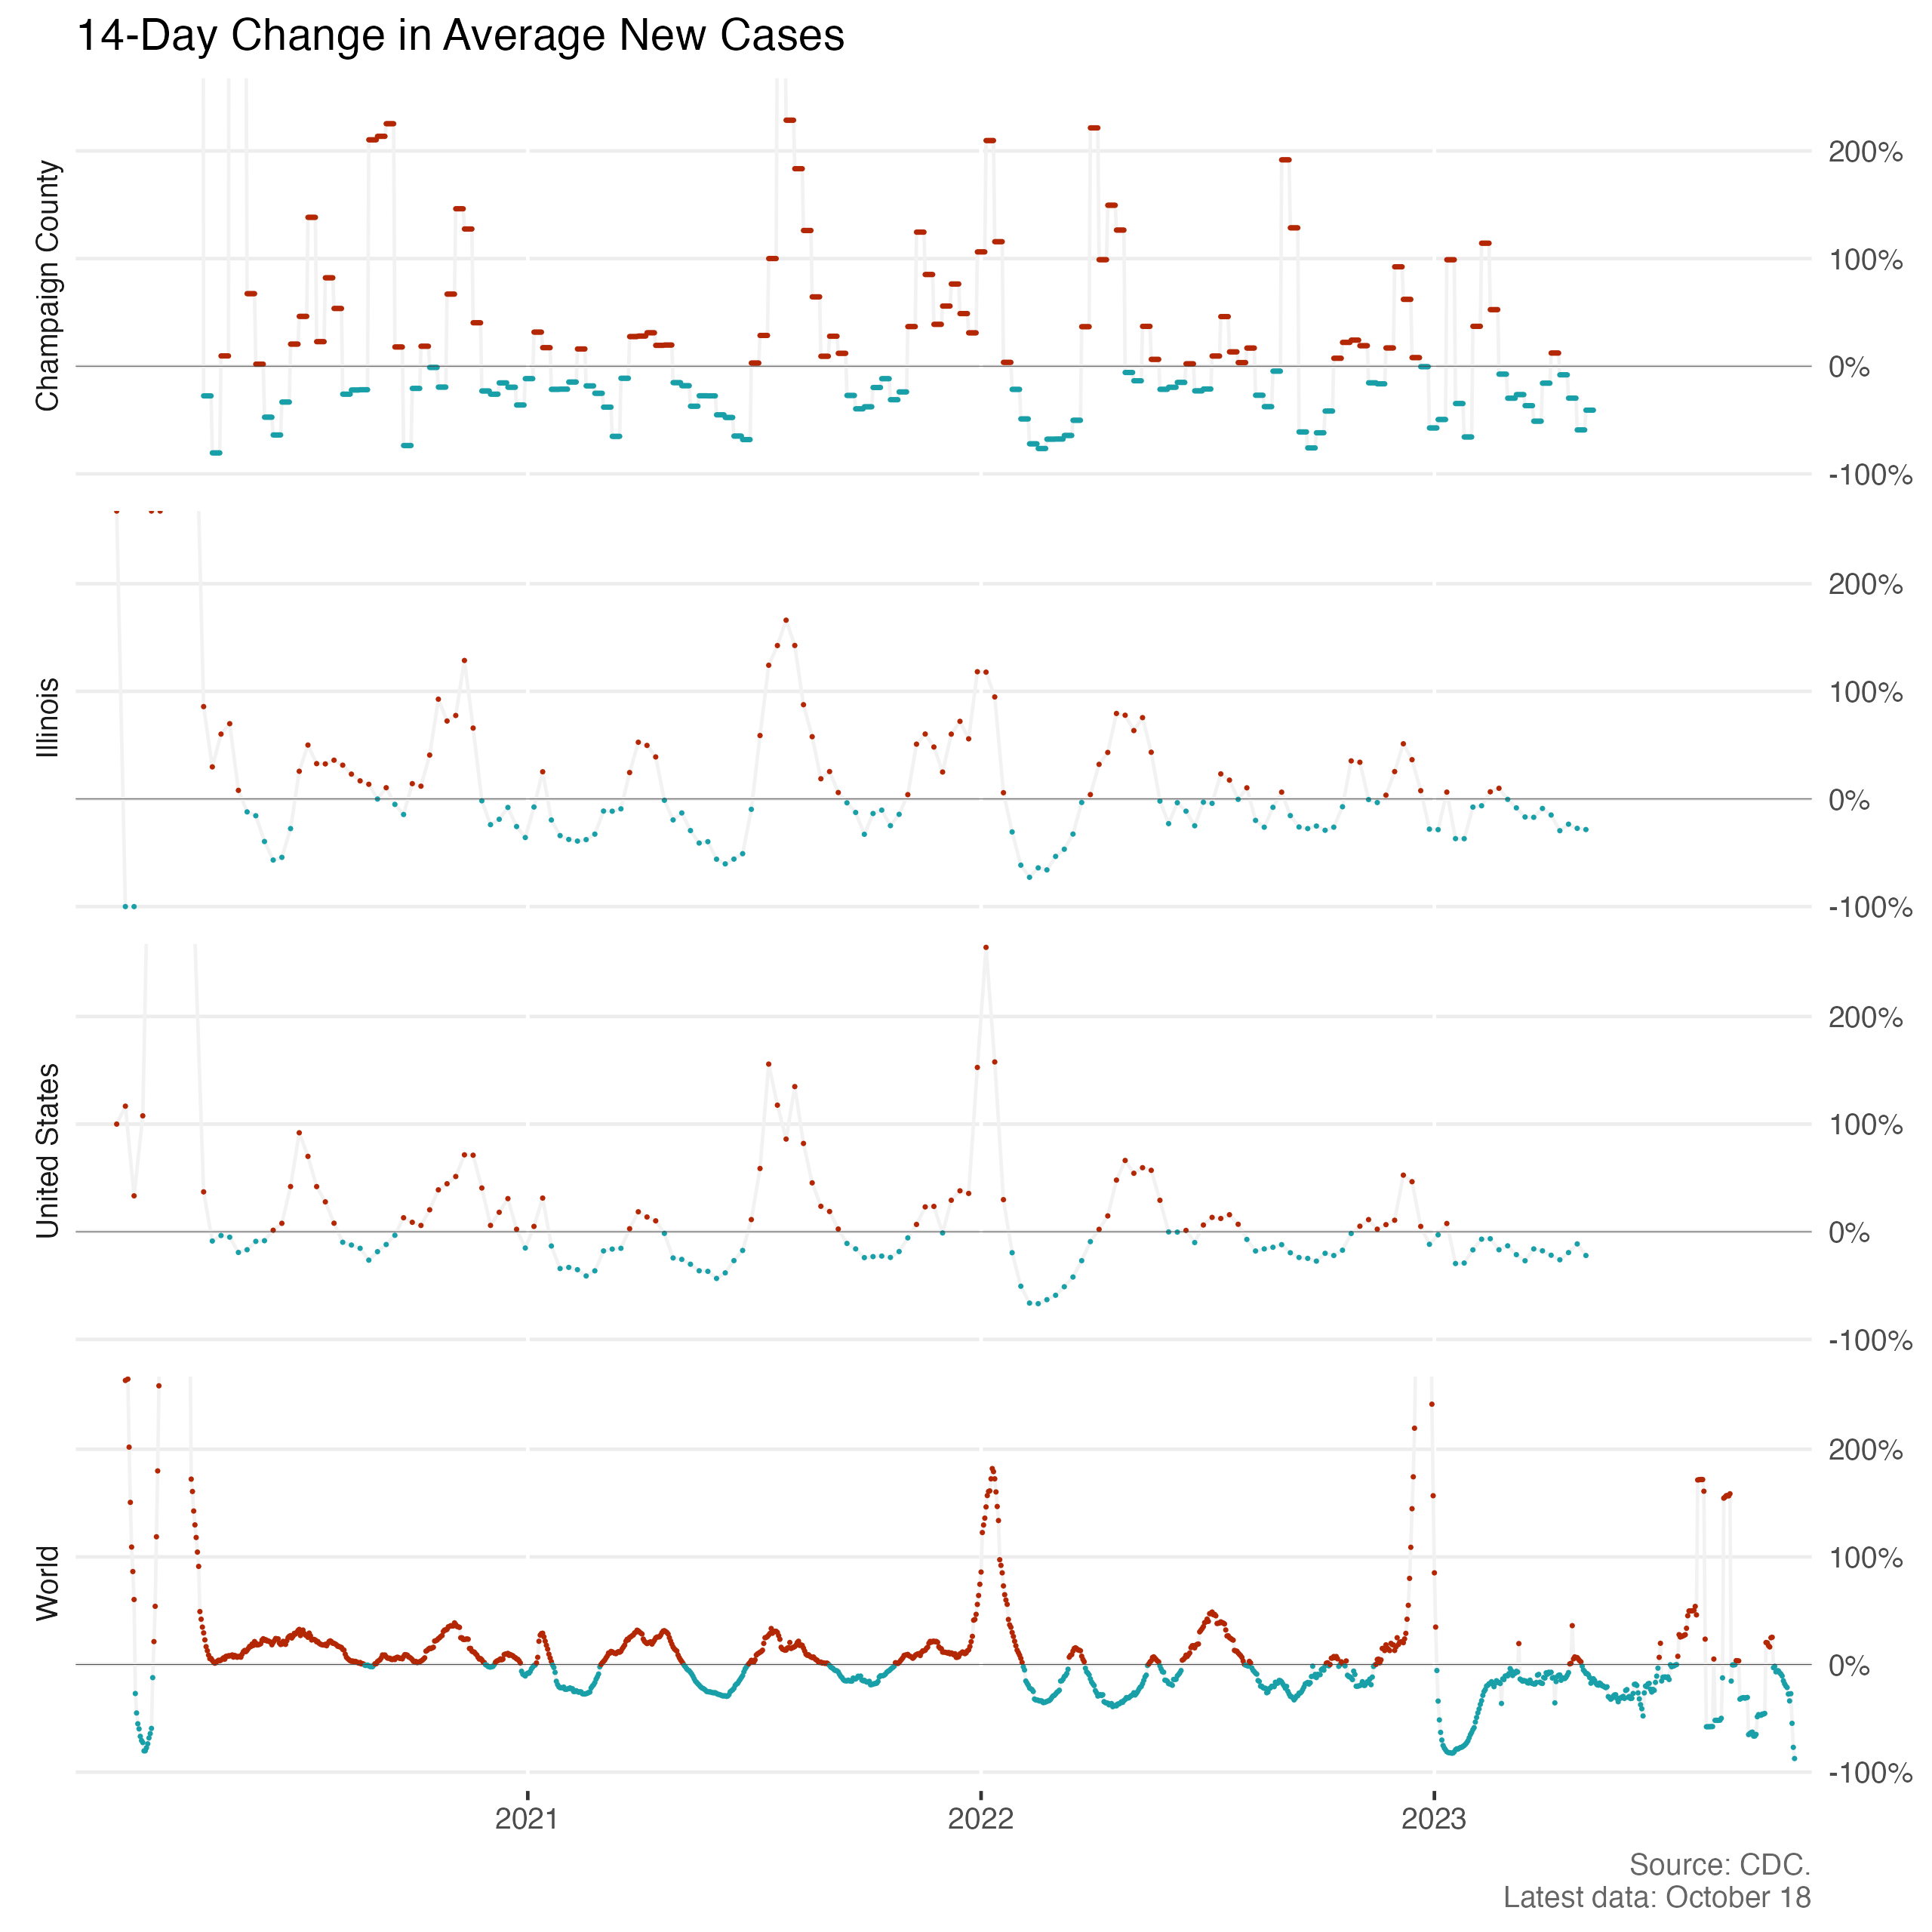 14-Day Change in Average New Cases
Champaign County
200%
100%
0%
-100%
Illinois
200%
100%
0%
-100%
United States
200%
100%
0%
-100%
World
200%
100%
0%
-100%
2021
2022
2023
Source: CDC.
Latest data: October 18